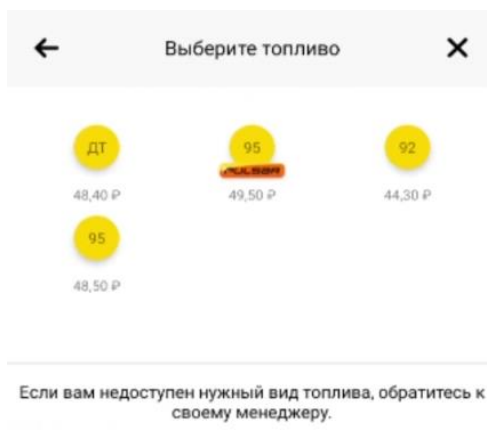 Выберите топливо
ДТ
95
92
PULSAR
48,40 ₽
49,50 ₽
44,30 ₽
95
48,50 ₽
Если вам недоступен нужный вид топлива, обратитесь к
своему менеджеру.